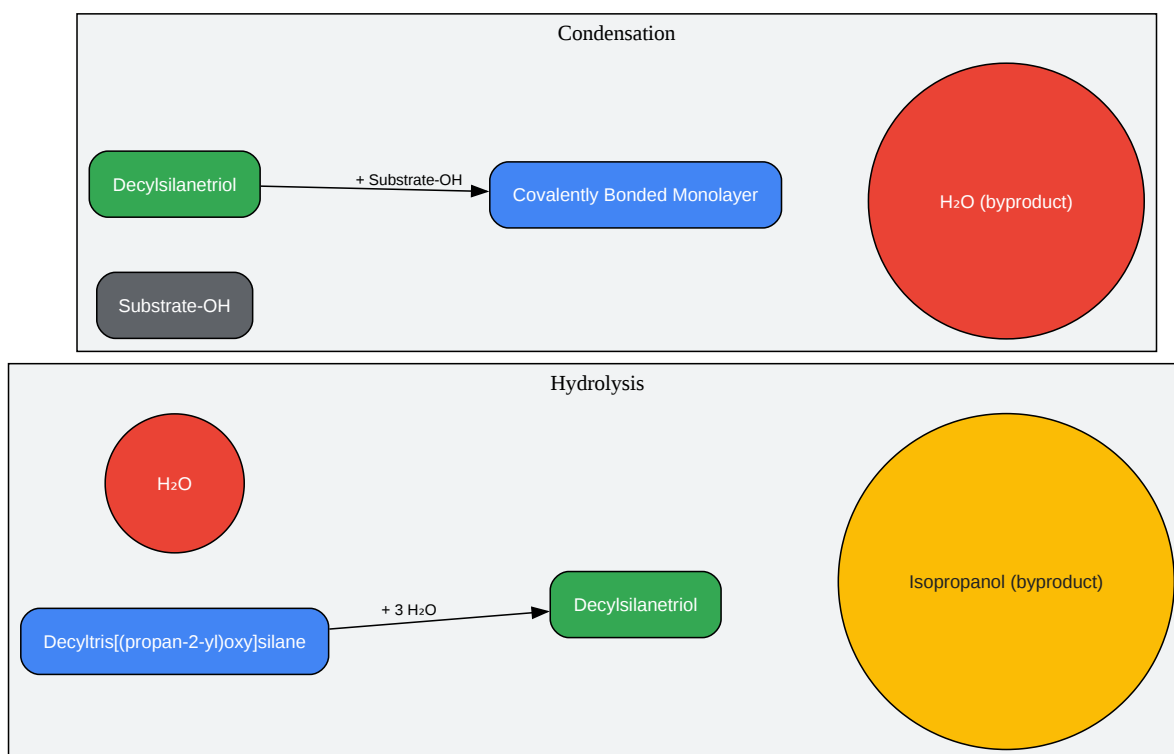 Condensation
Decylsilanetriol
+ Substrate-OH
Covalently Bonded Monolayer
H₂O (byproduct)
Substrate-OH
Hydrolysis
H₂O
Decyltris[(propan-2-yl)oxy]silane
+ 3 H₂O
Decylsilanetriol
Isopropanol (byproduct)